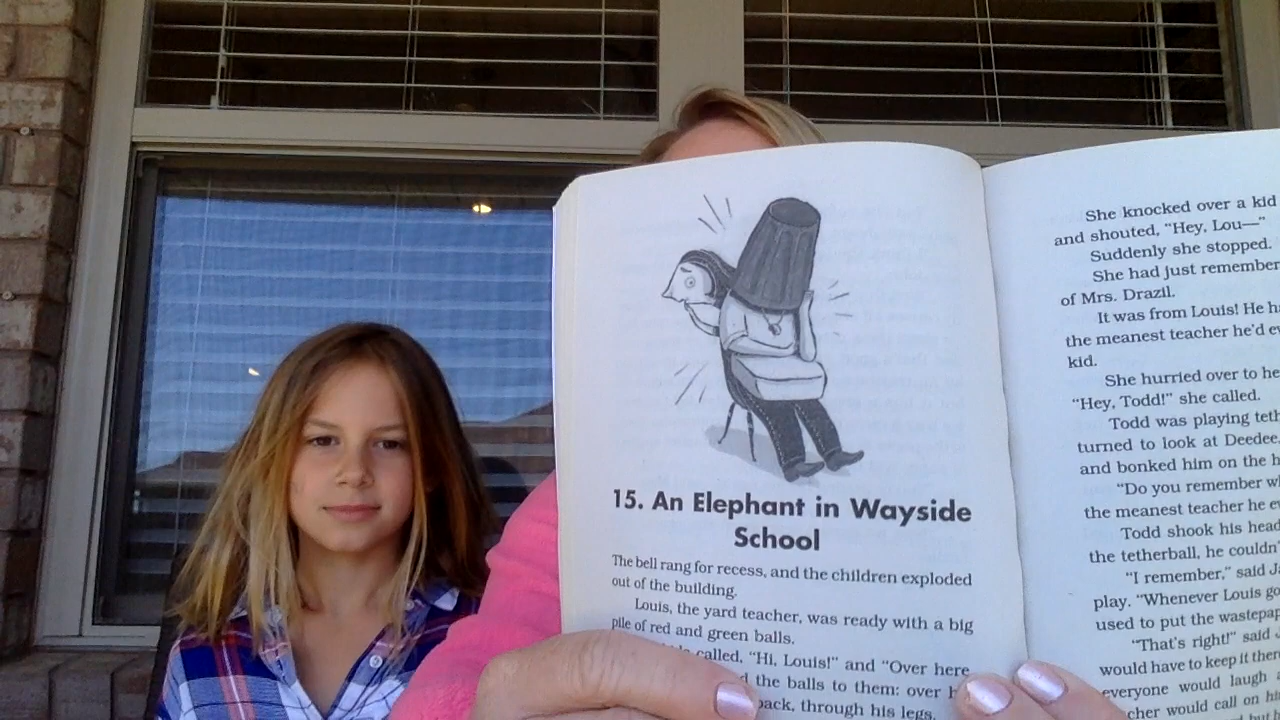 15. An Elephant in Wayside
School
The bell rang for recess, and the children exploded
out of the building.
Louis, the yard teacher, was ready with a big
pile of red and green balls.
called, “Hi, Louis!” and “Over here
the balls to them: over
back, through his legs,
She knocked over a kid
and shouted, “Hey, Lou—”
Suddenly she stopped.
She had just remember
of Mrs. Drazil.
It was from Louis! He h
the meanest teacher he’d ev
kid.
She hurried over to he
“Hey, Todd!” she called.
Todd was playing teth
turned to look at Deedee,
and bonked him on the h
“Do you remember w
the meanest teacher he e
Todd shook his head
the tetherball, he couldn’
“I remember,” said Ja
play. “Whenever Louis go
used to put the wastepap
“That’s right!” said
would have to keep it then
everyone would laugh
cher would call on hi
but h